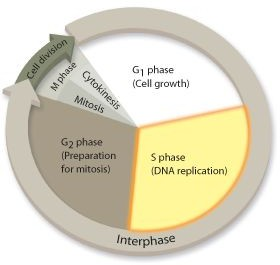 Cell division
M phase
Cytokinesis
Mitosis
G1 phase
(Cell growth)
G2 phase
(Preparation
for mitosis)
S phase
(DNA replication)
Interphase